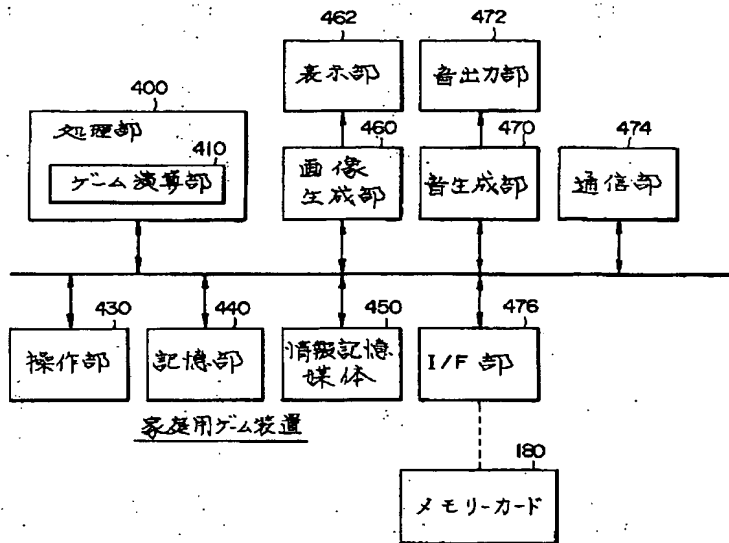 462
472
表示部
音出力部
400
処理部
410
ゲーム演算部
460
画像
生成部
470
音生成部
474
通信部
430
操作部
440
記憶部
450
情報記憶
媒体
476
I/F 部
家庭用ゲーム装置
180
メモリーカード